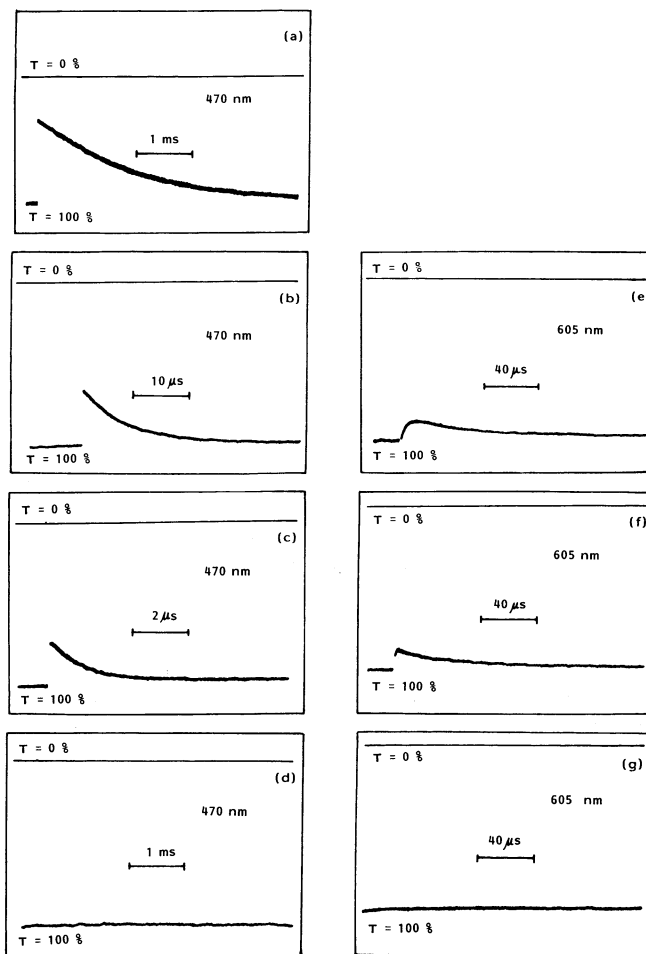 (a)
T = 0 %
470 nm
1 ms
T = 100 %
T = 0 %
(b)
470 nm
10 µs
T = 100 %
T = 0 %
(e)
605 nm
40 µs
T = 100 %
T = 0 %
(c)
470 nm
2 µs
T = 100 %
T = 0 %
(f)
605 nm
40 µs
T = 100 %
T = 0 %
(d)
470 nm
1 ms
T = 100 %
T = 0 %
(g)
605 nm
40 µs
T = 100 %